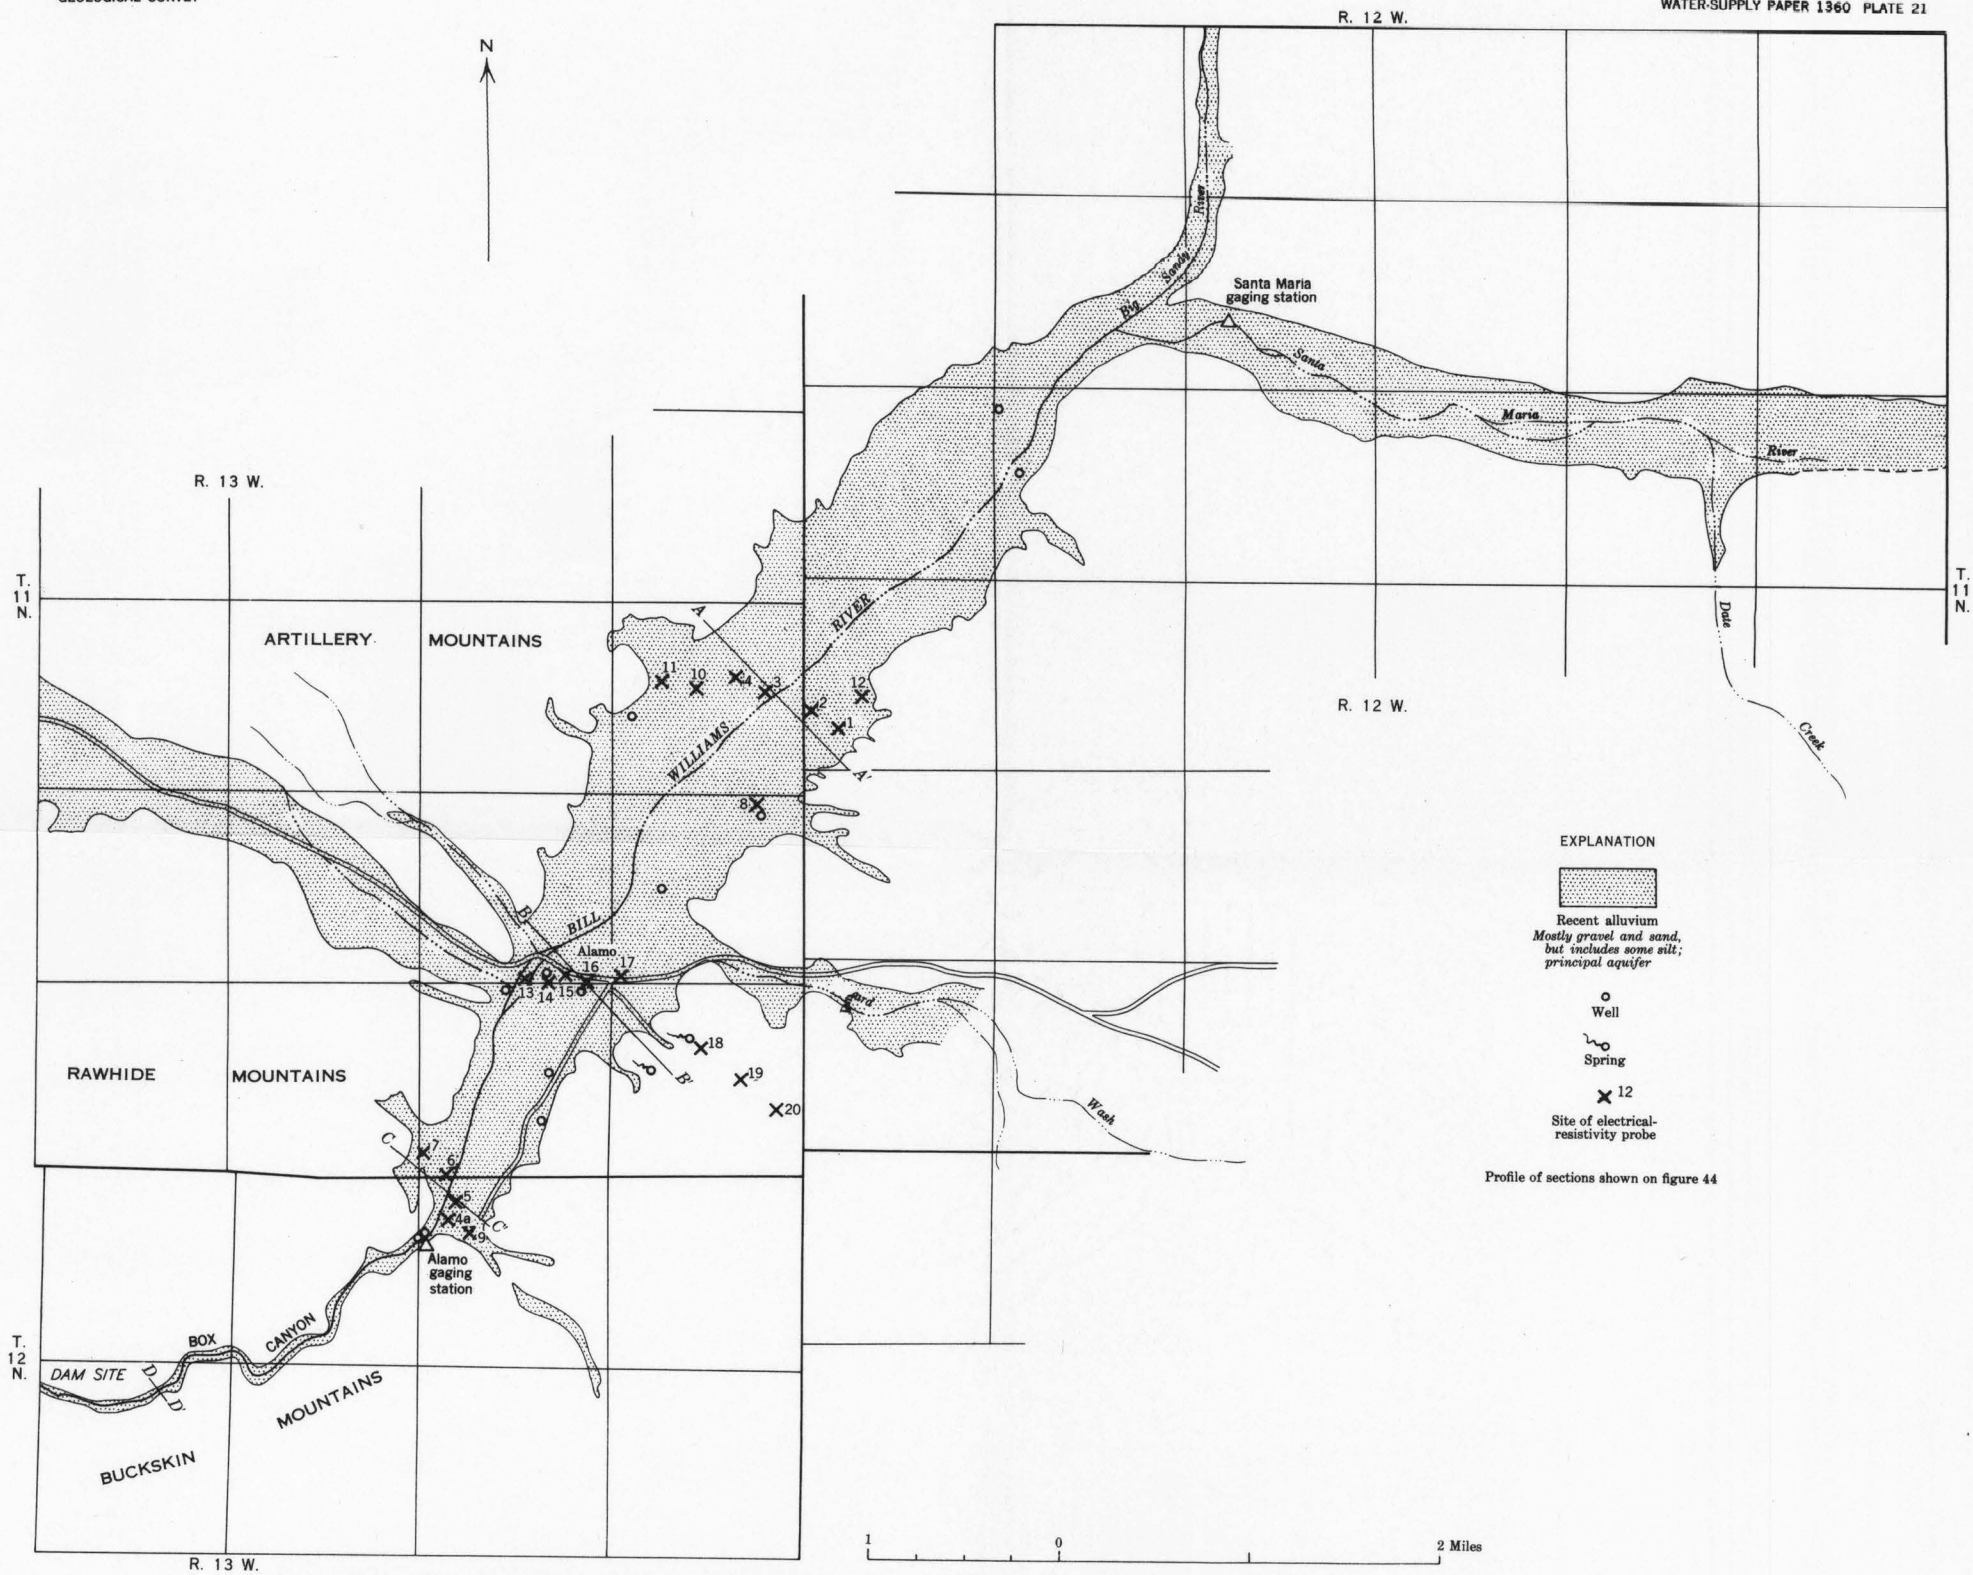 WATER-SUPPLY PAPER 1360 PLATE 21
R. 12 W.
N
Santa Maria
gaging station
Big
Sandy
River
Santa
Maria
River
R. 13 W.
T.
11
N.
T.
11
N.
ARTILLERY MOUNTAINS
A
RIVER
11
10
4
3
2
12
1
A'
WILLIAMS
8
R. 12 W.
Date
Creek
B
BILL
Alamo
13
14
15
16
17
18
19
20
B'
Wash
RAWHIDE MOUNTAINS
C
7
6
5
4a
9
C'
Alamo
gaging
station
BOX CANYON
T.
12
N.
DAM SITE
D
D'
BUCKSKIN MOUNTAINS
R. 13 W.
EXPLANATION
Recent alluvium
Mostly gravel and sand,
but includes some silt;
principal aquifer
Well
Spring
12
Site of electrical-
resistivity probe
Profile of sections shown on figure 44
1 0 2 Miles